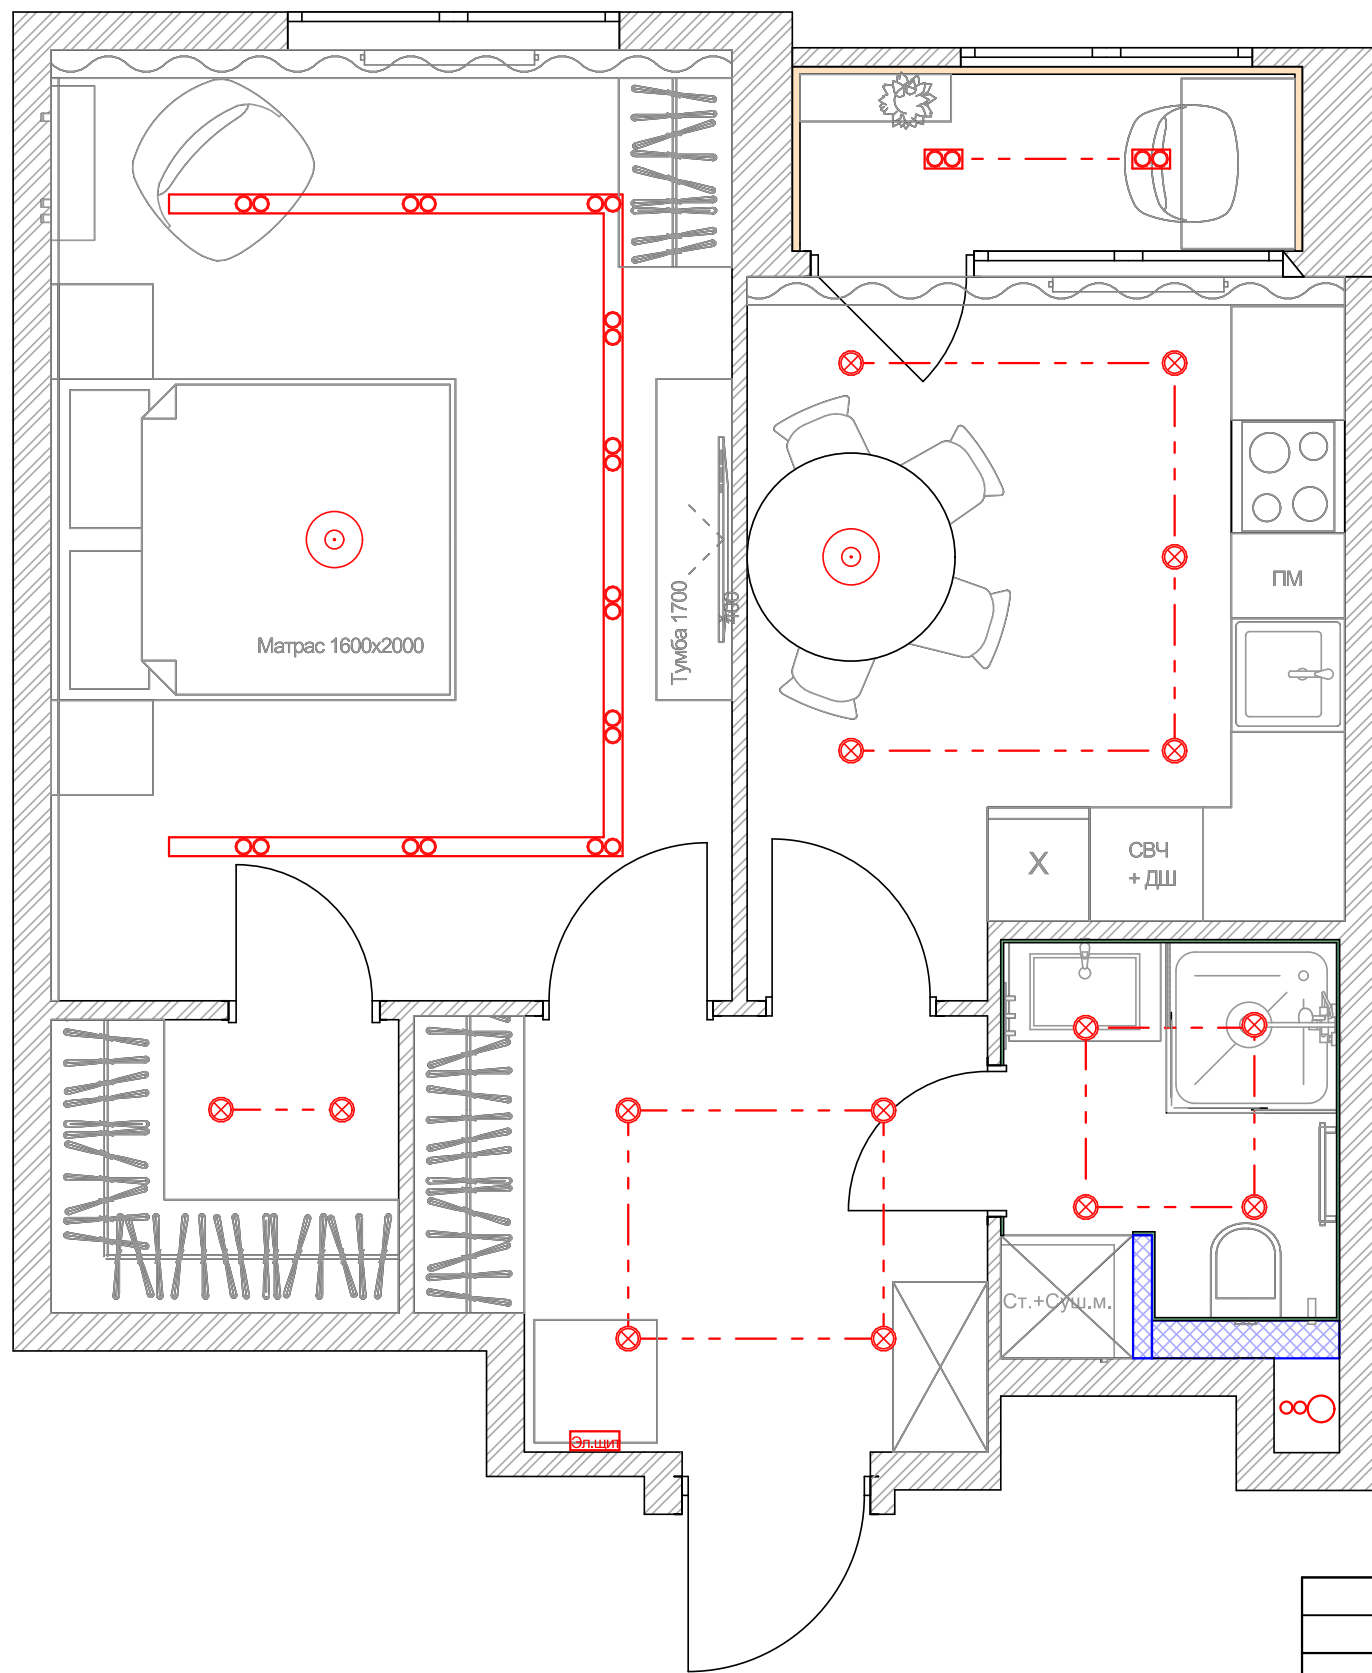 Матрас 1600х2000
Тумба 1700
400
ПМ
Х
СВЧ
+ ДШ
Ст.+Суш.м.
Эл.щит